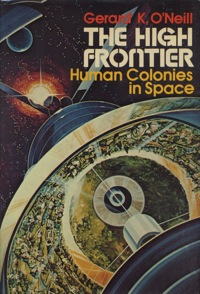 Gerard K. O'Neill
THE HIGH
FRONTIER
Human Colonies
in Space